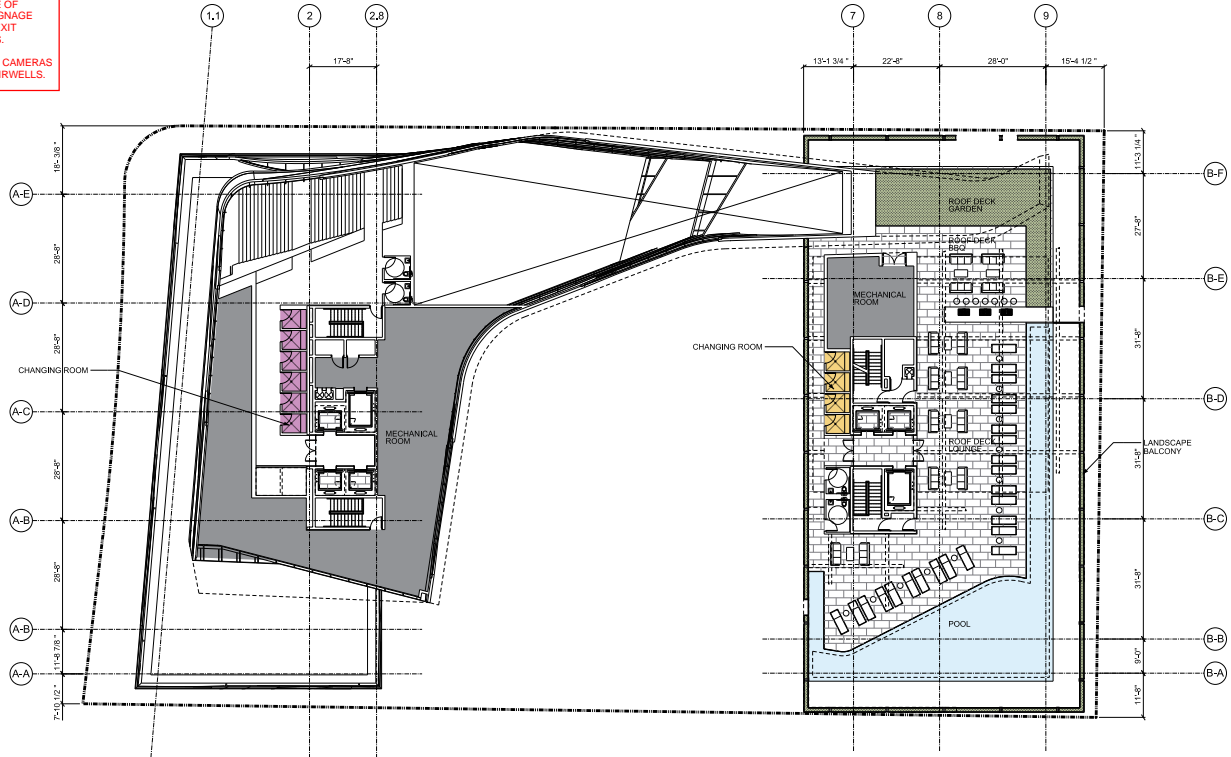 E OF
GNAGE
XIT
S.
CAMERAS
IRWELLS.
1.1
2
2.8
7
8
9
17'-8"
13'-1 3/4 "
22'-8"
28'-0"
15'-4 1/2 "
18'- 3/8 "
11'-3 1/4 "
A-E
B-F
ROOF DECK
GARDEN
28'-8"
27'-8"
ROOF DECK
BBQ
A-D
B-E
MECHANICAL
ROOM
28'-8"
31'-8"
CHANGING ROOM
CHANGING ROOM
A-C
B-D
MECHANICAL
ROOM
ROOF DECK
LOUNGE
LANDSCAPE
BALCONY
28'-8"
31'-8"
A-B
B-C
28'-8"
31'-8"
POOL
A-B
B-B
11'-3 7/8 "
9'-0"
A-A
B-A
7'-10 1/2 "
11'-8"